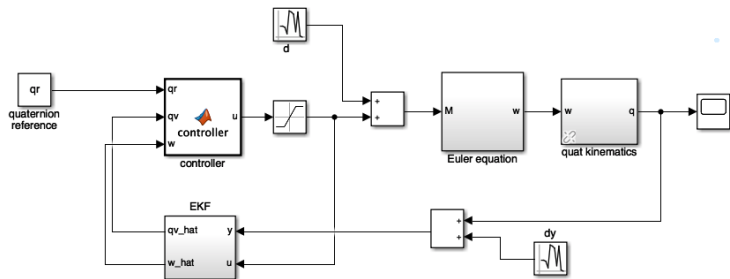 d
qr
quaternion
reference
qr
qv
w
controller
u
controller
+
+
M
w
Euler equation
w
q
quat kinematics
EKF
qv_hat
w_hat
y
u
+
+
dy